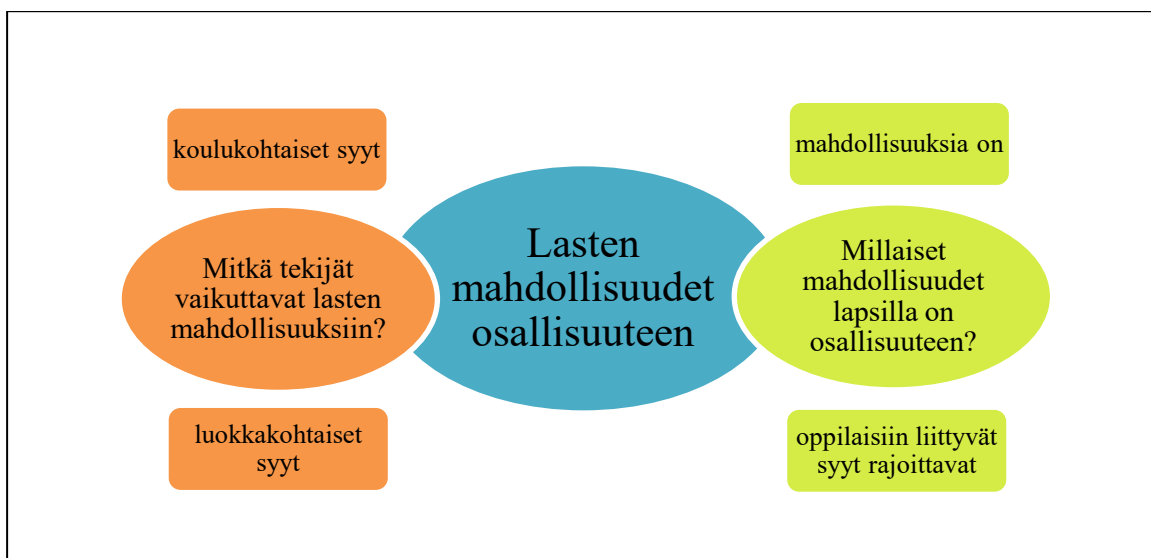 koulukohtaiset syyt
Mitkä tekijät
vaikuttavat lasten
mahdollisuuksiin?
luokkakohtaiset
syyt
Lasten
mahdollisuudet
osallisuuteen
mahdollisuuksia on
Millaiset
mahdollisuudet
lapsilla on
osallisuuteen?
oppilaisiin liittyvät
syyt rajoittavat